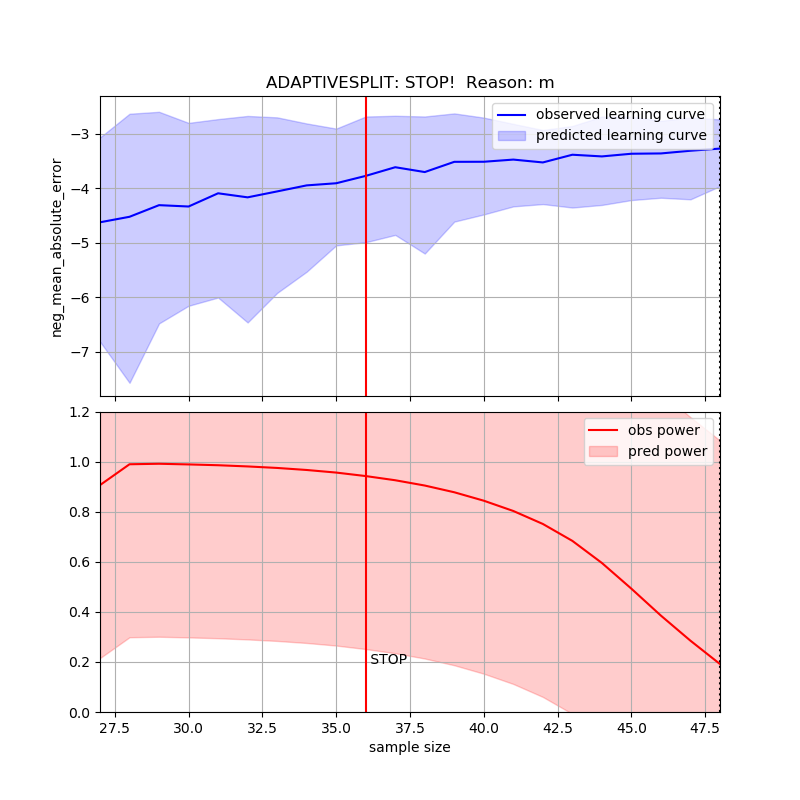 ADAPTIVESPLIT: STOP!  Reason: m
observed learning curve
predicted learning curve
neg_mean_absolute_error
−3
−4
−5
−6
−7
obs power
pred power
1.2
1.0
0.8
0.6
0.4
0.2
0.0
STOP
27.5 30.0 32.5 35.0 37.5 40.0 42.5 45.0 47.5
sample size